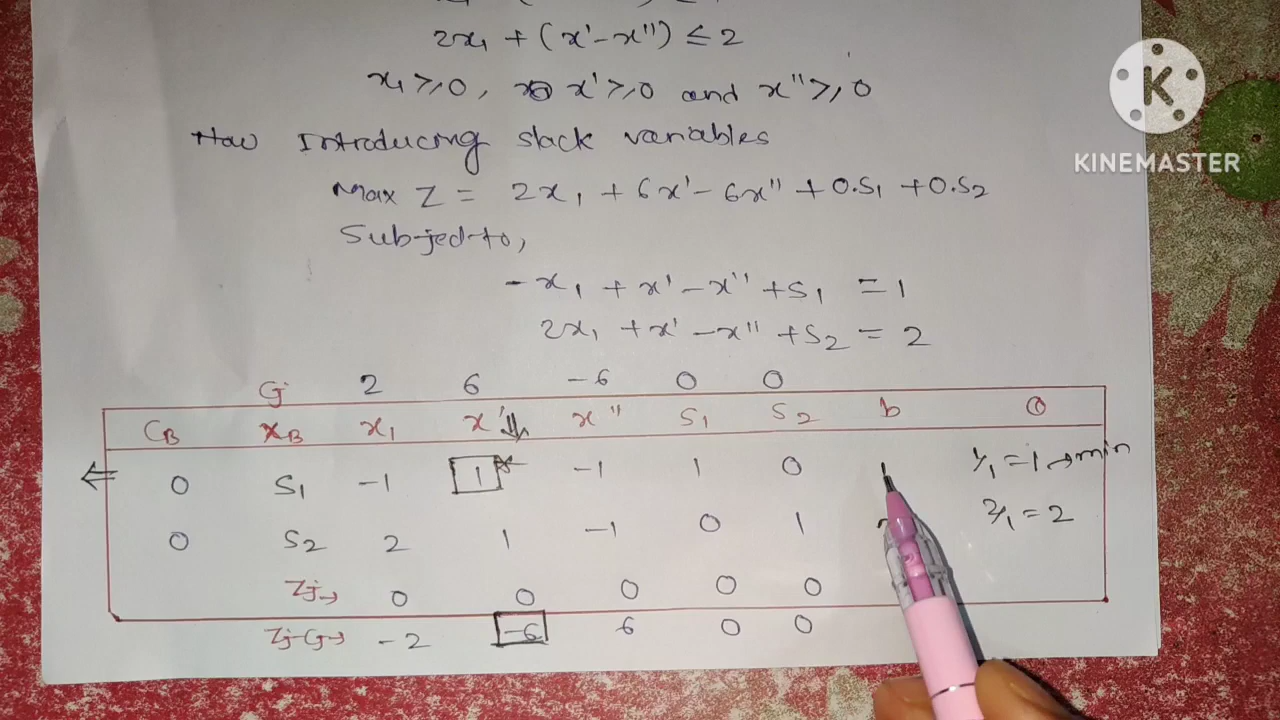 2x₁ + (x' - x'') ≤ 2
x₁ ≥ 0, x' ≥ 0 and x'' ≥ 0
KINEMASTER
Now Introducing slack variables
Max Z = 2x₁ + 6x' - 6x'' + 0.S₁ + 0.S₂
Subjed to,
-x₁ + x' - x'' + S₁ = 1
2x₁ + x' - x'' + S₂ = 2
Cj 2 6 -6 0 0
CB XB x₁ x' x'' S₁ S₂ b θ
0 S₁ -1 1 -1 1 0 1/1 = 1 → min
0 S₂ 2 1 -1 0 1 2/1 = 2
Zj → 0 0 0 0 0
Zj-Cj → -2 -6 6 0 0